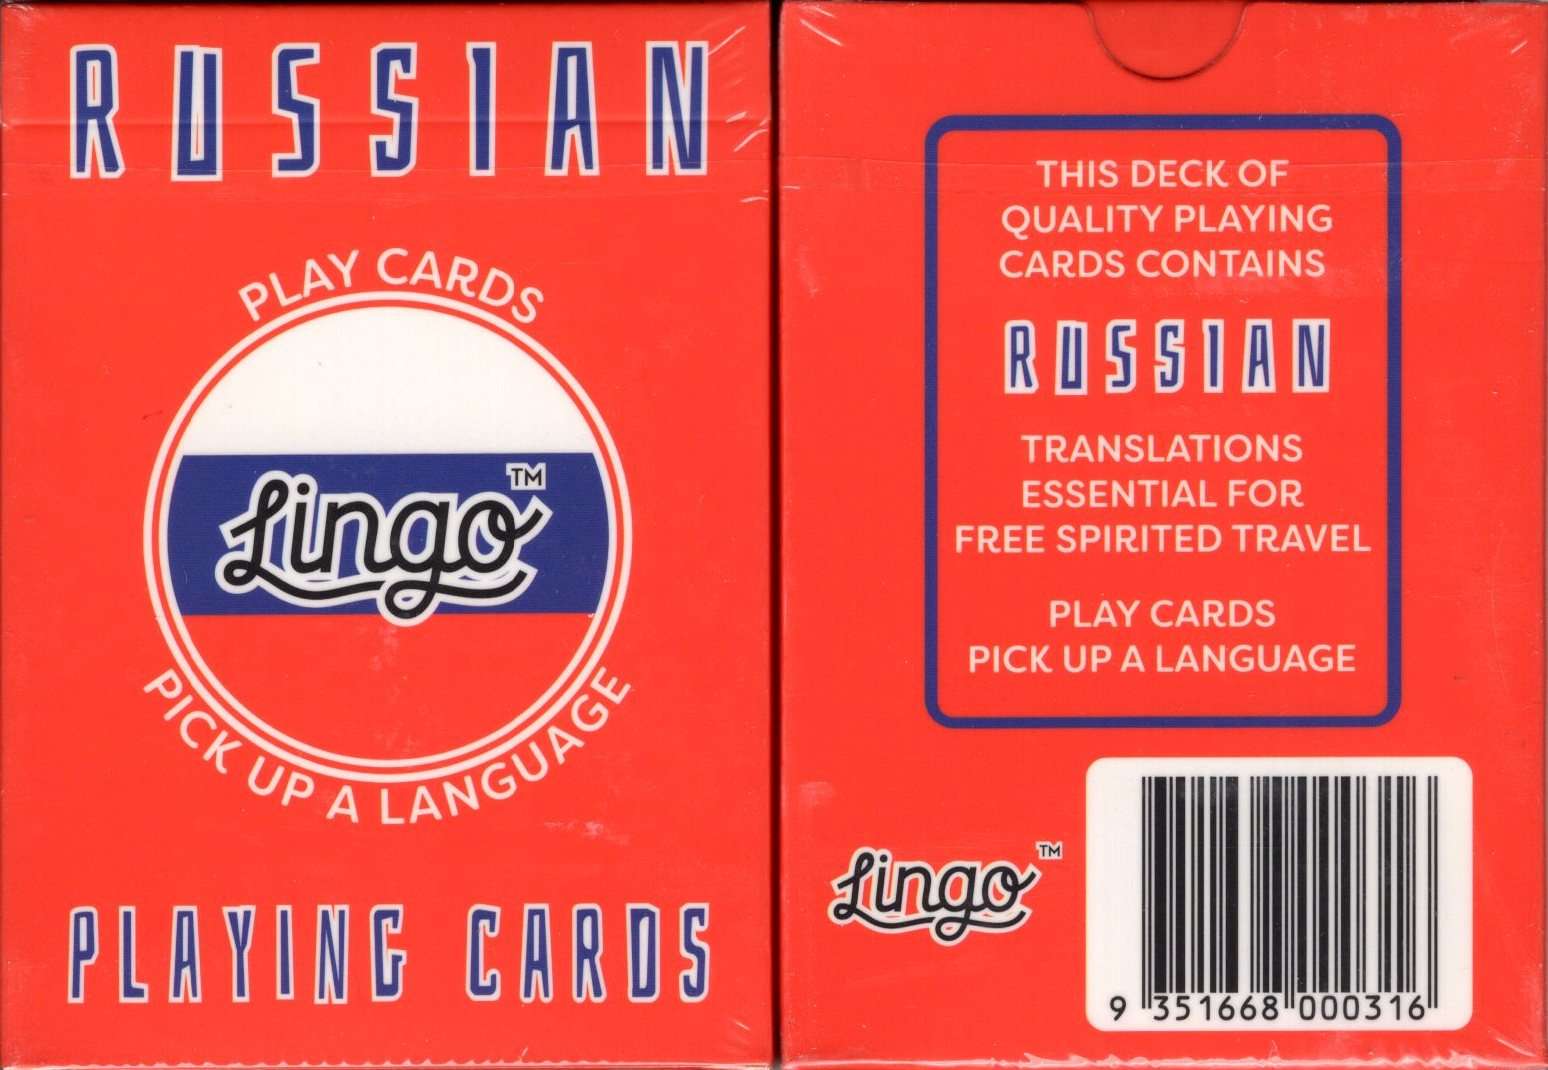 RUSSIAN
PLAY CARDS
Lingo™
PICK UP A LANGUAGE
PLAYING CARDS
THIS DECK OF
QUALITY PLAYING
CARDS CONTAINS
RUSSIAN
TRANSLATIONS
ESSENTIAL FOR
FREE SPIRITED TRAVEL
PLAY CARDS
PICK UP A LANGUAGE
Lingo™
9 351668 000316